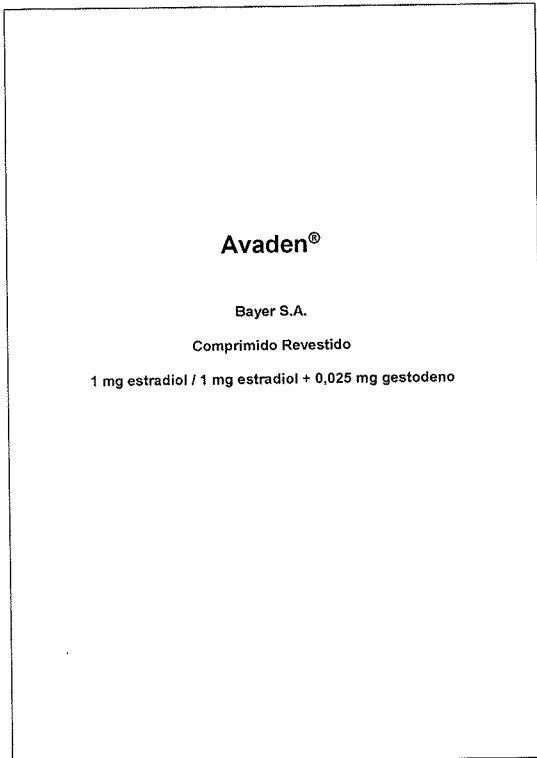 Avaden®
Bayer S.A.
Comprimido Revestido
1 mg estradiol / 1 mg estradiol + 0,025 mg gestodeno